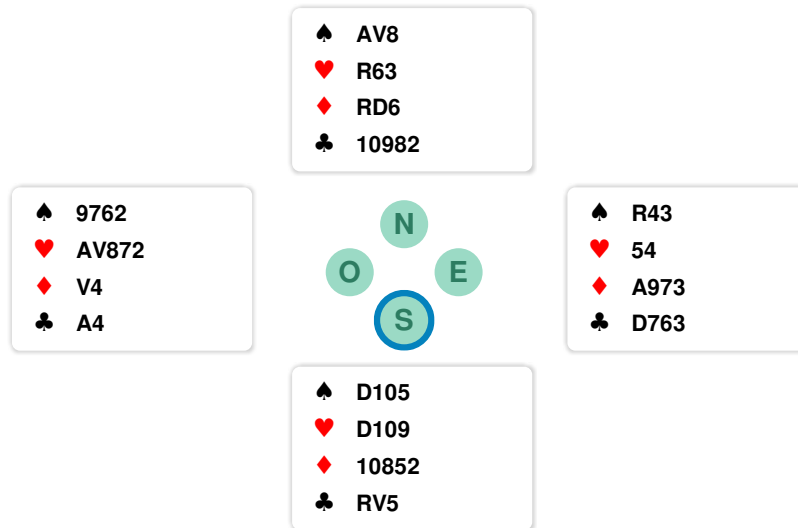 ♠ AV8
♥ R63
♦ RD6
♣ 10982
♠ 9762
♥ AV872
♦ V4
♣ A4
N
O
E
S
♠ R43
♥ 54
♦ A973
♣ D763
♠ D105
♥ D109
♦ 10852
♣ RV5